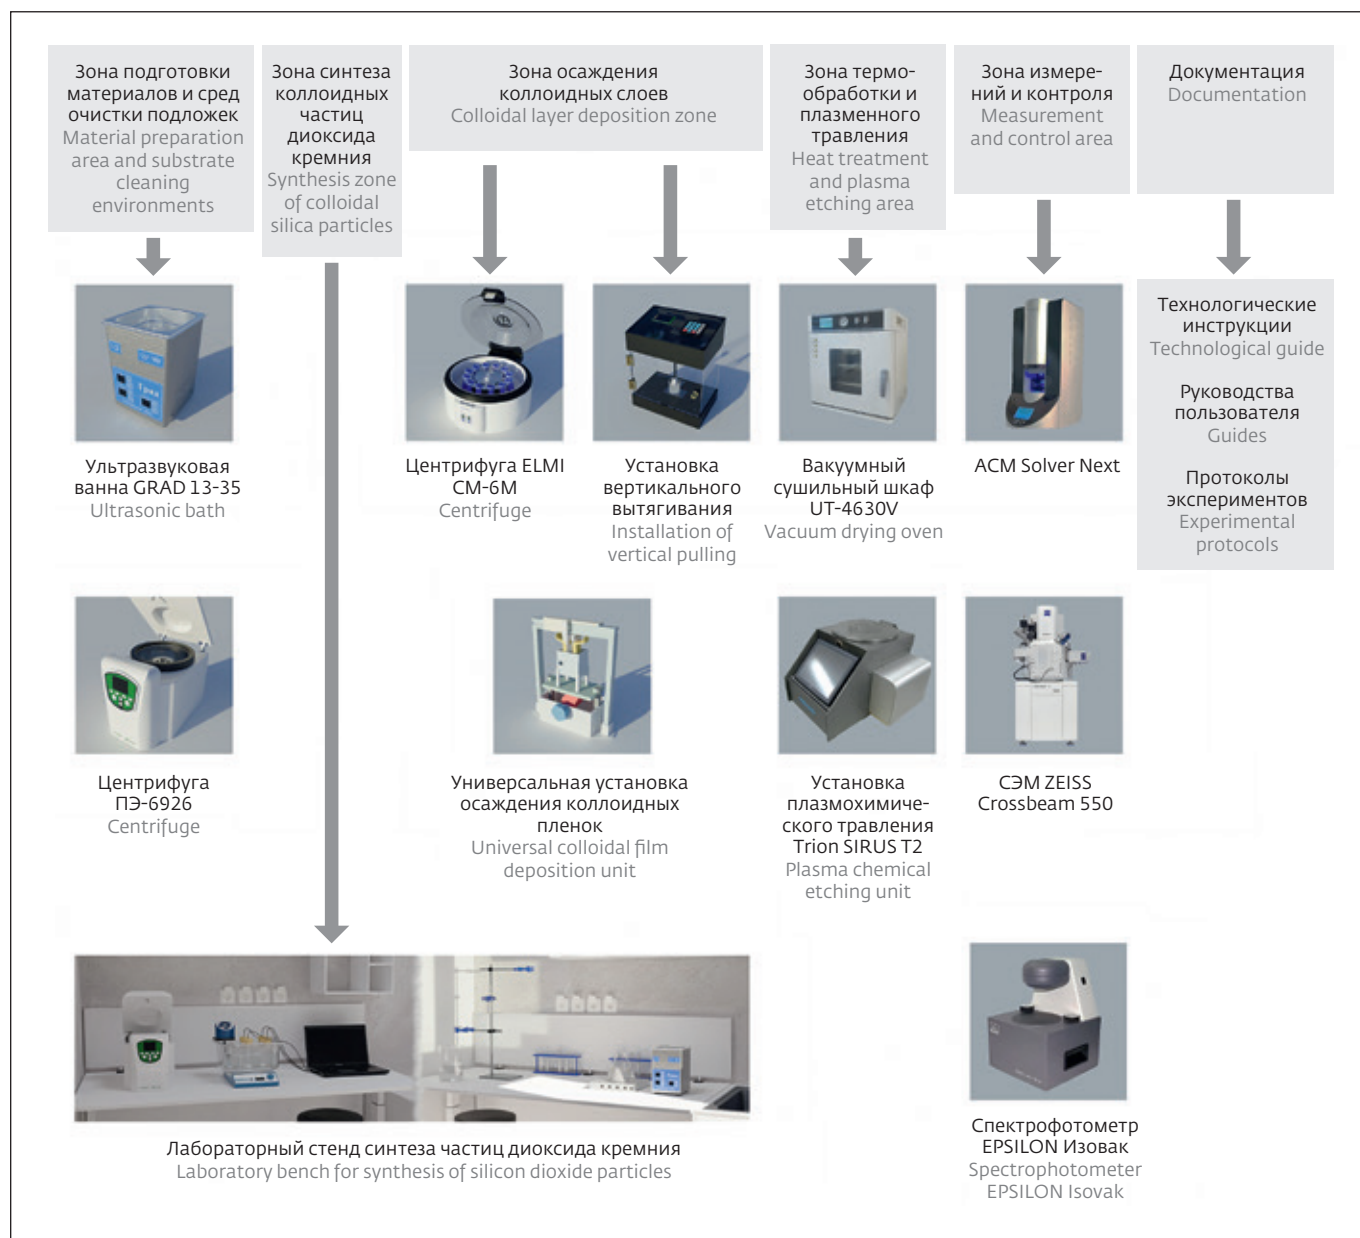 Зона подготовки
материалов и сред
очистки подложек
Material preparation
area and substrate
cleaning
environments
Зона синтеза
коллоидных
частиц
диоксида
кремния
Synthesis zone
of colloidal
silica particles
Зона осаждения
коллоидных слоев
Colloidal layer deposition zone
Зона термо-
обработки и
плазменного
травления
Heat treatment
and plasma
etching area
Зона измере-
ний и контроля
Measurement
and control area
Документация
Documentation
Ультразвуковая
ванна GRAD 13-35
Ultrasonic bath
Центрифуга ELMI
CM-6M
Centrifuge
Установка
вертикального
вытягивания
Installation of
vertical pulling
Вакуумный
сушильный шкаф
UT-4630V
Vacuum drying oven
АСМ Solver Next
Технологические
инструкции
Technological guide
Руководства
пользователя
Guides
Протоколы
экспериментов
Experimental
protocols
Центрифуга
ПЭ-6926
Centrifuge
Универсальная установка
осаждения коллоидных
пленок
Universal colloidal film
deposition unit
Установка
плазмохимиче-
ского травления
Trion SIRUS T2
Plasma chemical
etching unit
СЭМ ZEISS
Crossbeam 550
Лабораторный стенд синтеза частиц диоксида кремния
Laboratory bench for synthesis of silicon dioxide particles
Спектрофотометр
EPSILON Изовак
Spectrophotometer
EPSILON Isovak